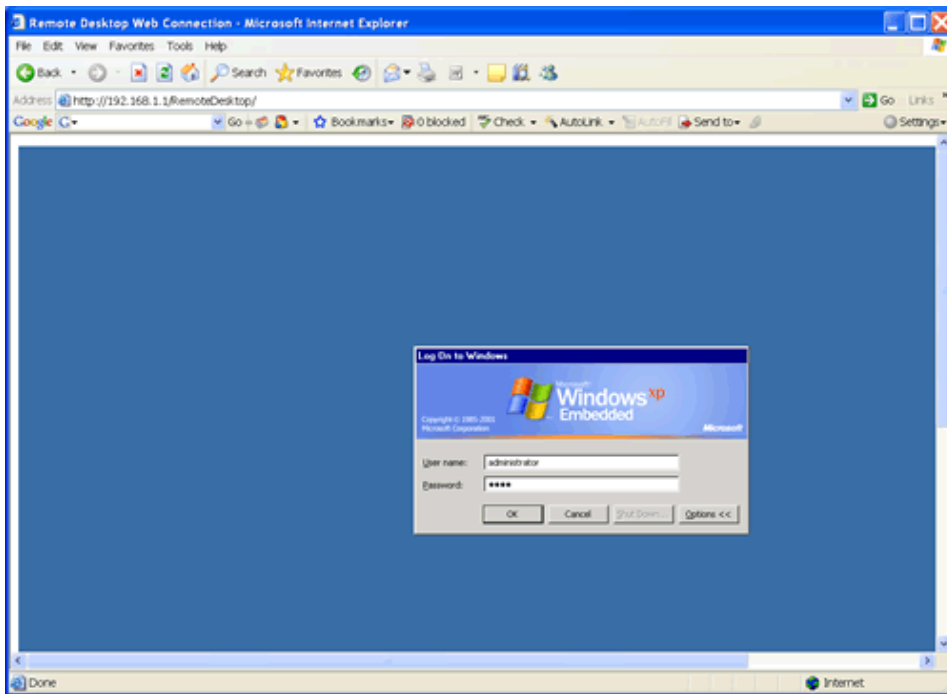 Remote Desktop Web Connection - Microsoft Internet Explorer
File Edit View Favorites Tools Help
Back Search Favorites
Address http://192.168.1.1/RemoteDesktop/ Go Links »
Google G Go Bookmarks 0 blocked Check AutoLink AutoFill Send to Settings
Log On to Windows
Microsoft
Windows xp
Embedded
Copyright © 1985-2001
Microsoft Corporation
Microsoft
User name: administrator
Password: ••••
OK Cancel Shut Down... Options <<
Done Internet